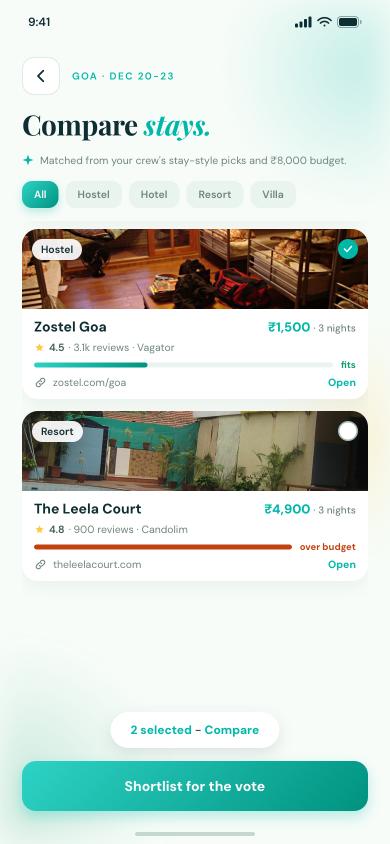 9:41
GOA · DEC 20–23
Compare stays.
Matched from your crew's stay-style picks and ₹8,000 budget.
All Hostel Hotel Resort Villa
Hostel
Zostel Goa ₹1,500 · 3 nights
4.5 · 3.1k reviews · Vagator
fits
zostel.com/goa Open
Resort
The Leela Court ₹4,900 · 3 nights
4.8 · 900 reviews · Candolim
over budget
theleelacourt.com Open
2 selected – Compare
Shortlist for the vote